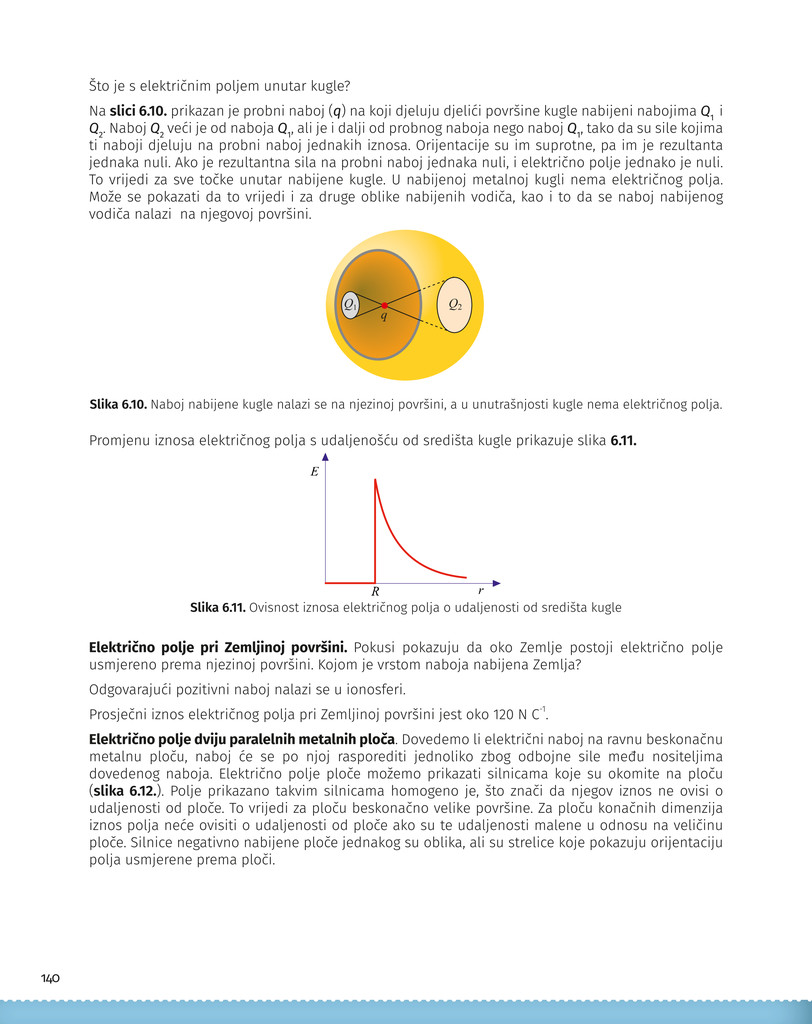 Što je s električnim poljem unutar kugle?
Na slici 6.10. prikazan je probni naboj (q) na koji djeluju djelići površine kugle nabijeni nabojima Q1 i
Q2. Naboj Q2 veći je od naboja Q1, ali je i dalji od probnog naboja nego naboj Q1, tako da su sile kojima
ti naboji djeluju na probni naboj jednakih iznosa. Orijentacije su im suprotne, pa im je rezultanta
jednaka nuli. Ako je rezultantna sila na probni naboj jednaka nuli, i električno polje jednako je nuli.
To vrijedi za sve točke unutar nabijene kugle. U nabijenoj metalnoj kugli nema električnog polja.
Može se pokazati da to vrijedi i za druge oblike nabijenih vodiča, kao i to da se naboj nabijenog
vodiča nalazi na njegovoj površini.
Q1
q
Q2
Slika 6.10. Naboj nabijene kugle nalazi se na njezinoj površini, a u unutrašnjosti kugle nema električnog polja.
Promjenu iznosa električnog polja s udaljenošću od središta kugle prikazuje slika 6.11.
E
R
r
Slika 6.11. Ovisnost iznosa električnog polja o udaljenosti od središta kugle
Električno polje pri Zemljinoj površini. Pokusi pokazuju da oko Zemlje postoji električno polje
usmjereno prema njezinoj površini. Kojom je vrstom naboja nabijena Zemlja?
Odgovarajući pozitivni naboj nalazi se u ionosferi.
Prosječni iznos električnog polja pri Zemljinoj površini jest oko 120 N C⁻¹.
Električno polje dviju paralelnih metalnih ploča. Dovedemo li električni naboj na ravnu beskonačnu
metalnu ploču, naboj će se po njoj rasporediti jednoliko zbog odbojne sile među nositeljima
dovedenog naboja. Električno polje ploče možemo prikazati silnicama koje su okomite na ploču
(slika 6.12.). Polje prikazano takvim silnicama homogeno je, što znači da njegov iznos ne ovisi o
udaljenosti od ploče. To vrijedi za ploču beskonačno velike površine. Za ploču konačnih dimenzija
iznos polja neće ovisiti o udaljenosti od ploče ako su te udaljenosti malene u odnosu na veličinu
ploče. Silnice negativno nabijene ploče jednakog su oblika, ali su strelice koje pokazuju orijentaciju
polja usmjerene prema ploči.
140